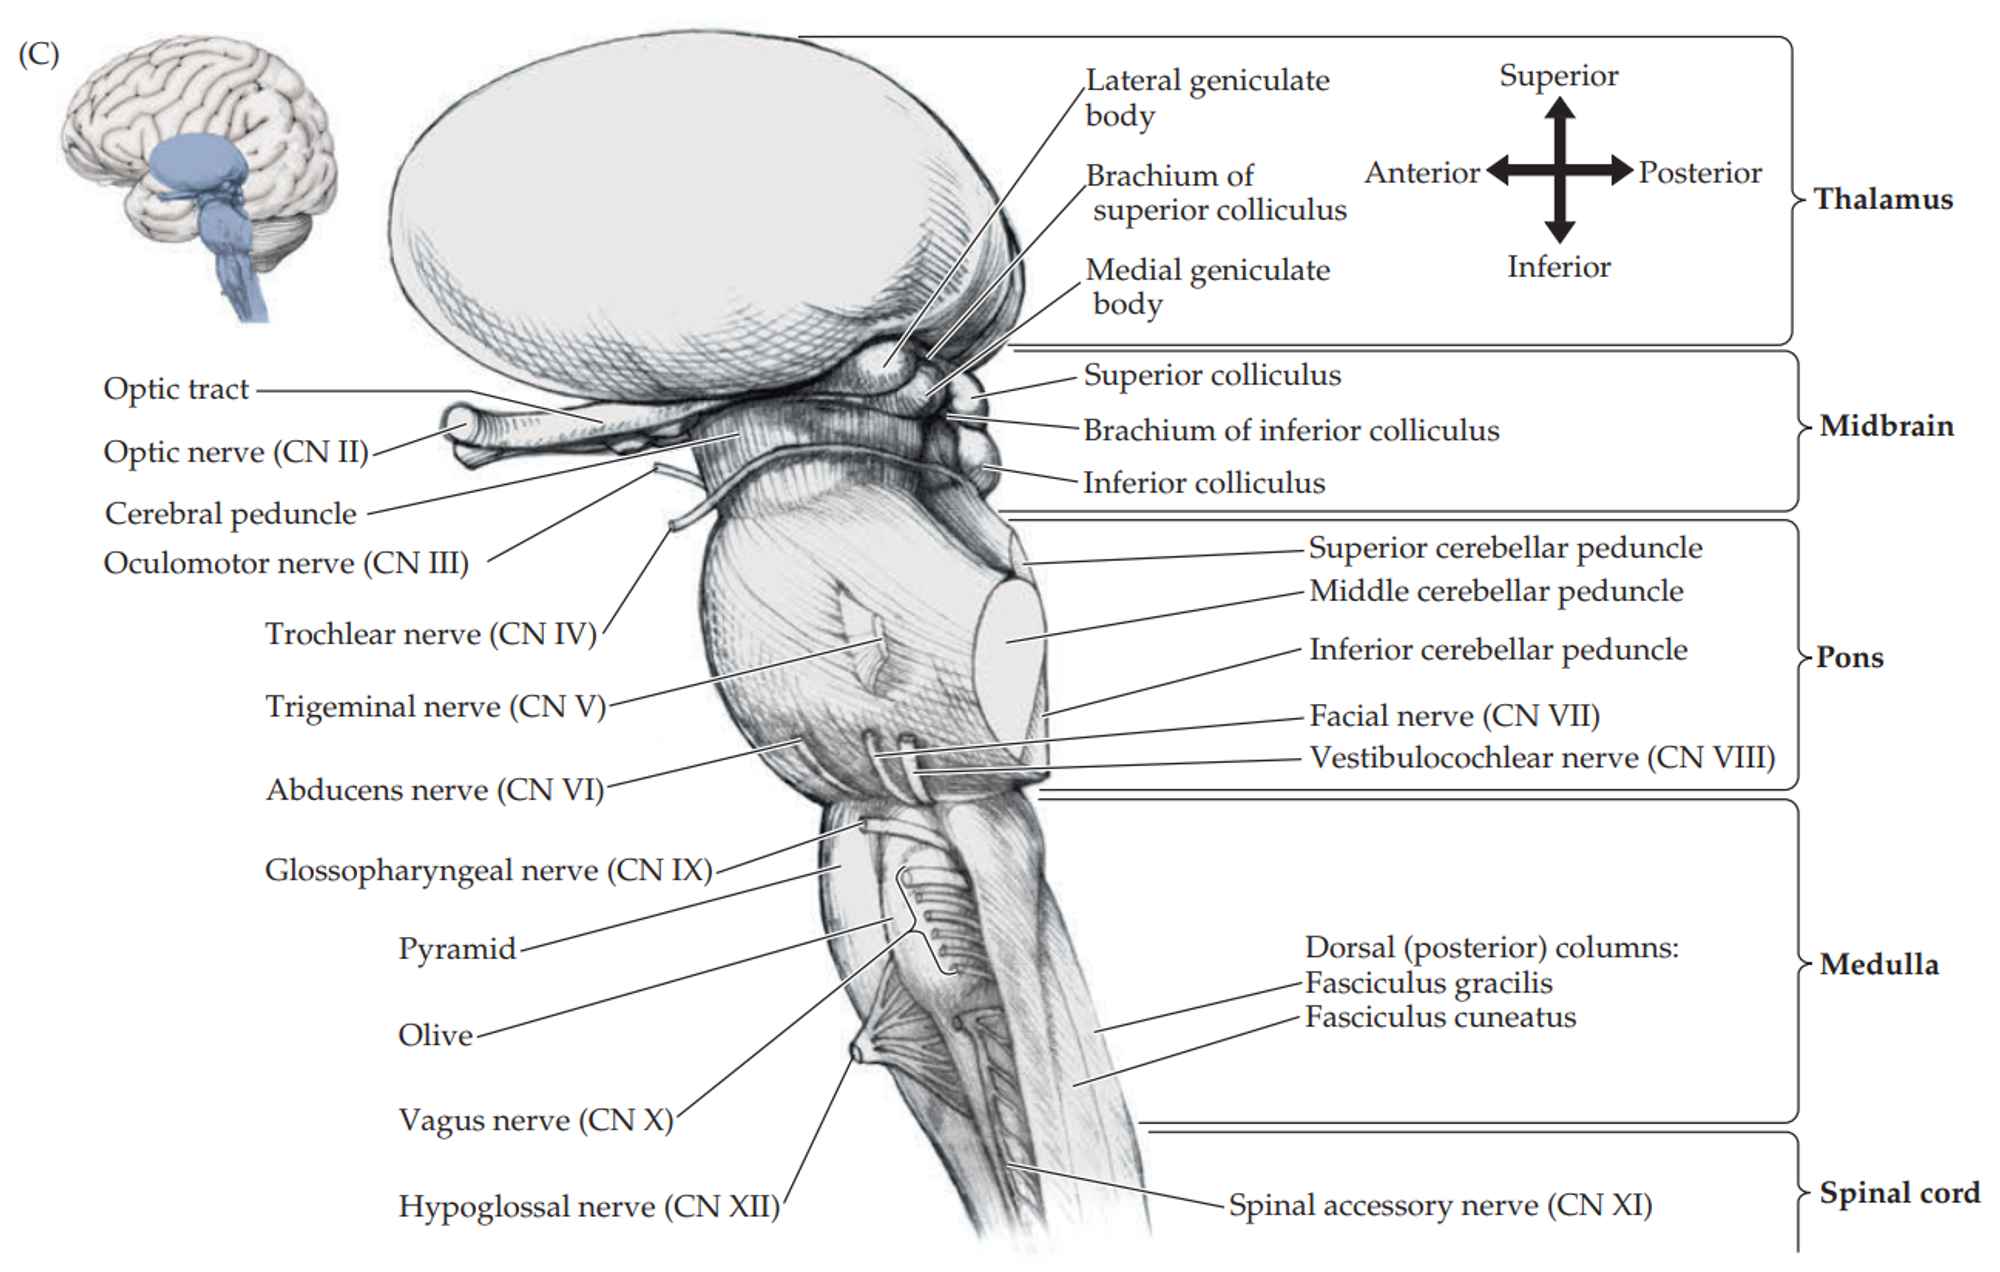 (C)
Lateral geniculate
body
Brachium of
superior colliculus
Medial geniculate
body
Superior
Anterior
Posterior
Inferior
Thalamus
Optic tract
Optic nerve (CN II)
Cerebral peduncle
Oculomotor nerve (CN III)
Trochlear nerve (CN IV)
Trigeminal nerve (CN V)
Abducens nerve (CN VI)
Glossopharyngeal nerve (CN IX)
Pyramid
Olive
Vagus nerve (CN X)
Hypoglossal nerve (CN XII)
Superior colliculus
Brachium of inferior colliculus
Inferior colliculus
Midbrain
Superior cerebellar peduncle
Middle cerebellar peduncle
Inferior cerebellar peduncle
Facial nerve (CN VII)
Vestibulocochlear nerve (CN VIII)
Pons
Dorsal (posterior) columns:
Fasciculus gracilis
Fasciculus cuneatus
Medulla
Spinal accessory nerve (CN XI)
Spinal cord